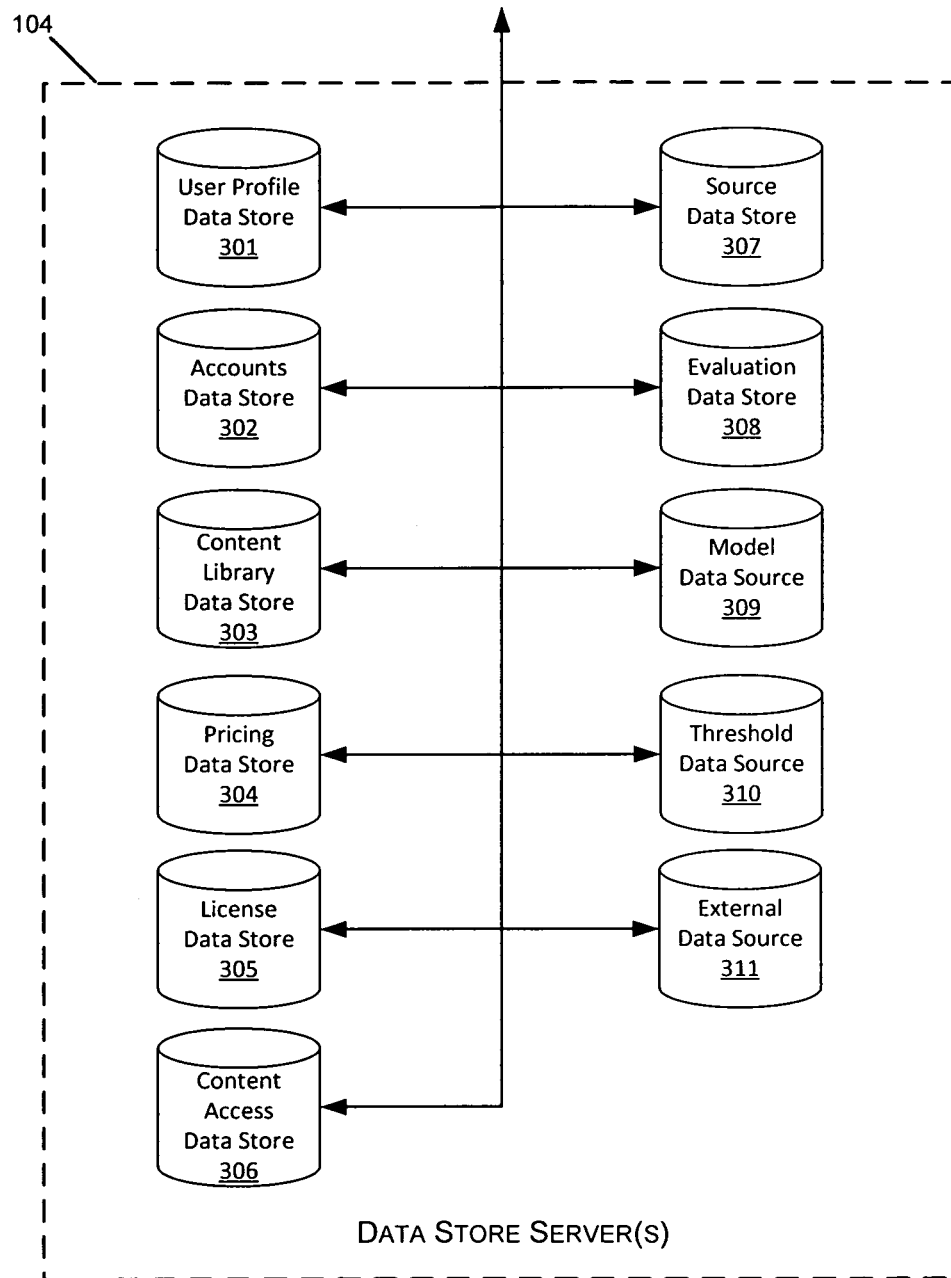 104
User Profile
Data Store
301
Source
Data Store
307
Accounts
Data Store
302
Evaluation
Data Store
308
Content
Library
Data Store
303
Model
Data Source
309
Pricing
Data Store
304
Threshold
Data Source
310
License
Data Store
305
External
Data Source
311
Content
Access
Data Store
306
DATA STORE SERVER(S)